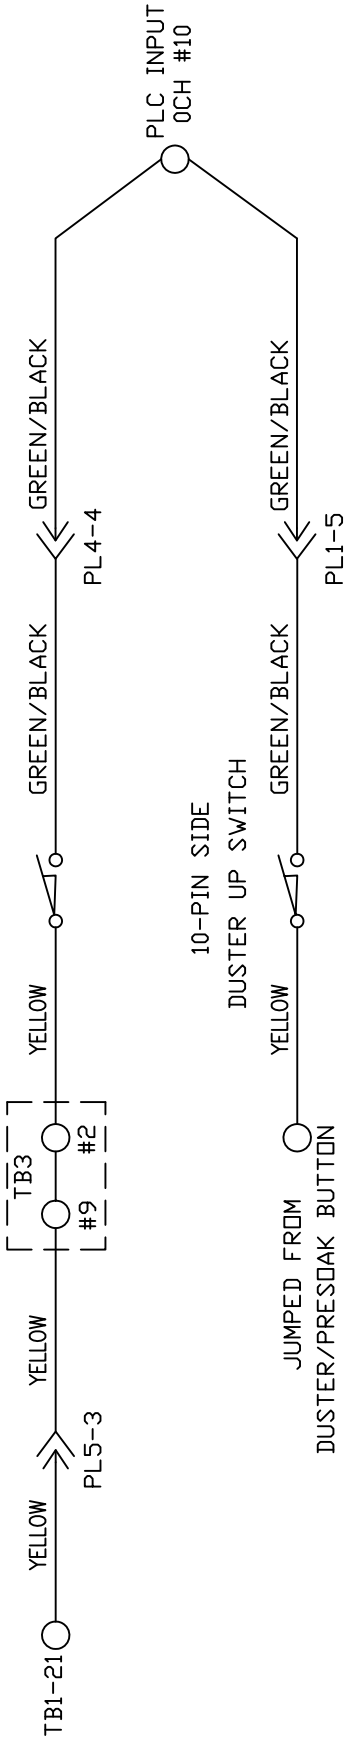 TB1-21
YELLOW
PL5-3
YELLOW
TB3
#9
#2
YELLOW
GREEN/BLACK
PL4-4
GREEN/BLACK
PLC INPUT
0CH #10
10-PIN SIDE
DUSTER UP SWITCH
JUMPED FROM
DUSTER/PRESOAK BUTTON
YELLOW
GREEN/BLACK
PL1-5
GREEN/BLACK